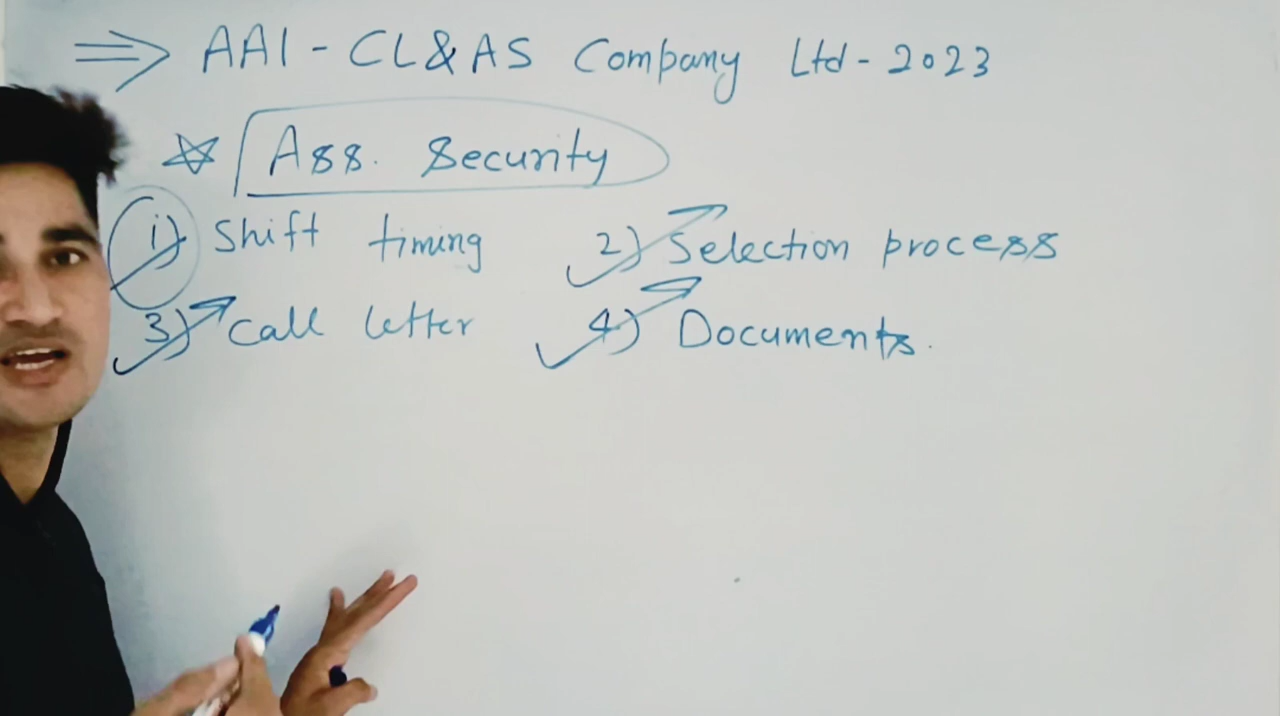 ⇒ AAI - CL&AS Company Ltd - 2023
☆ Ass. Security
1) Shift timing 2) Selection process
3) Call letter 4) Documents.